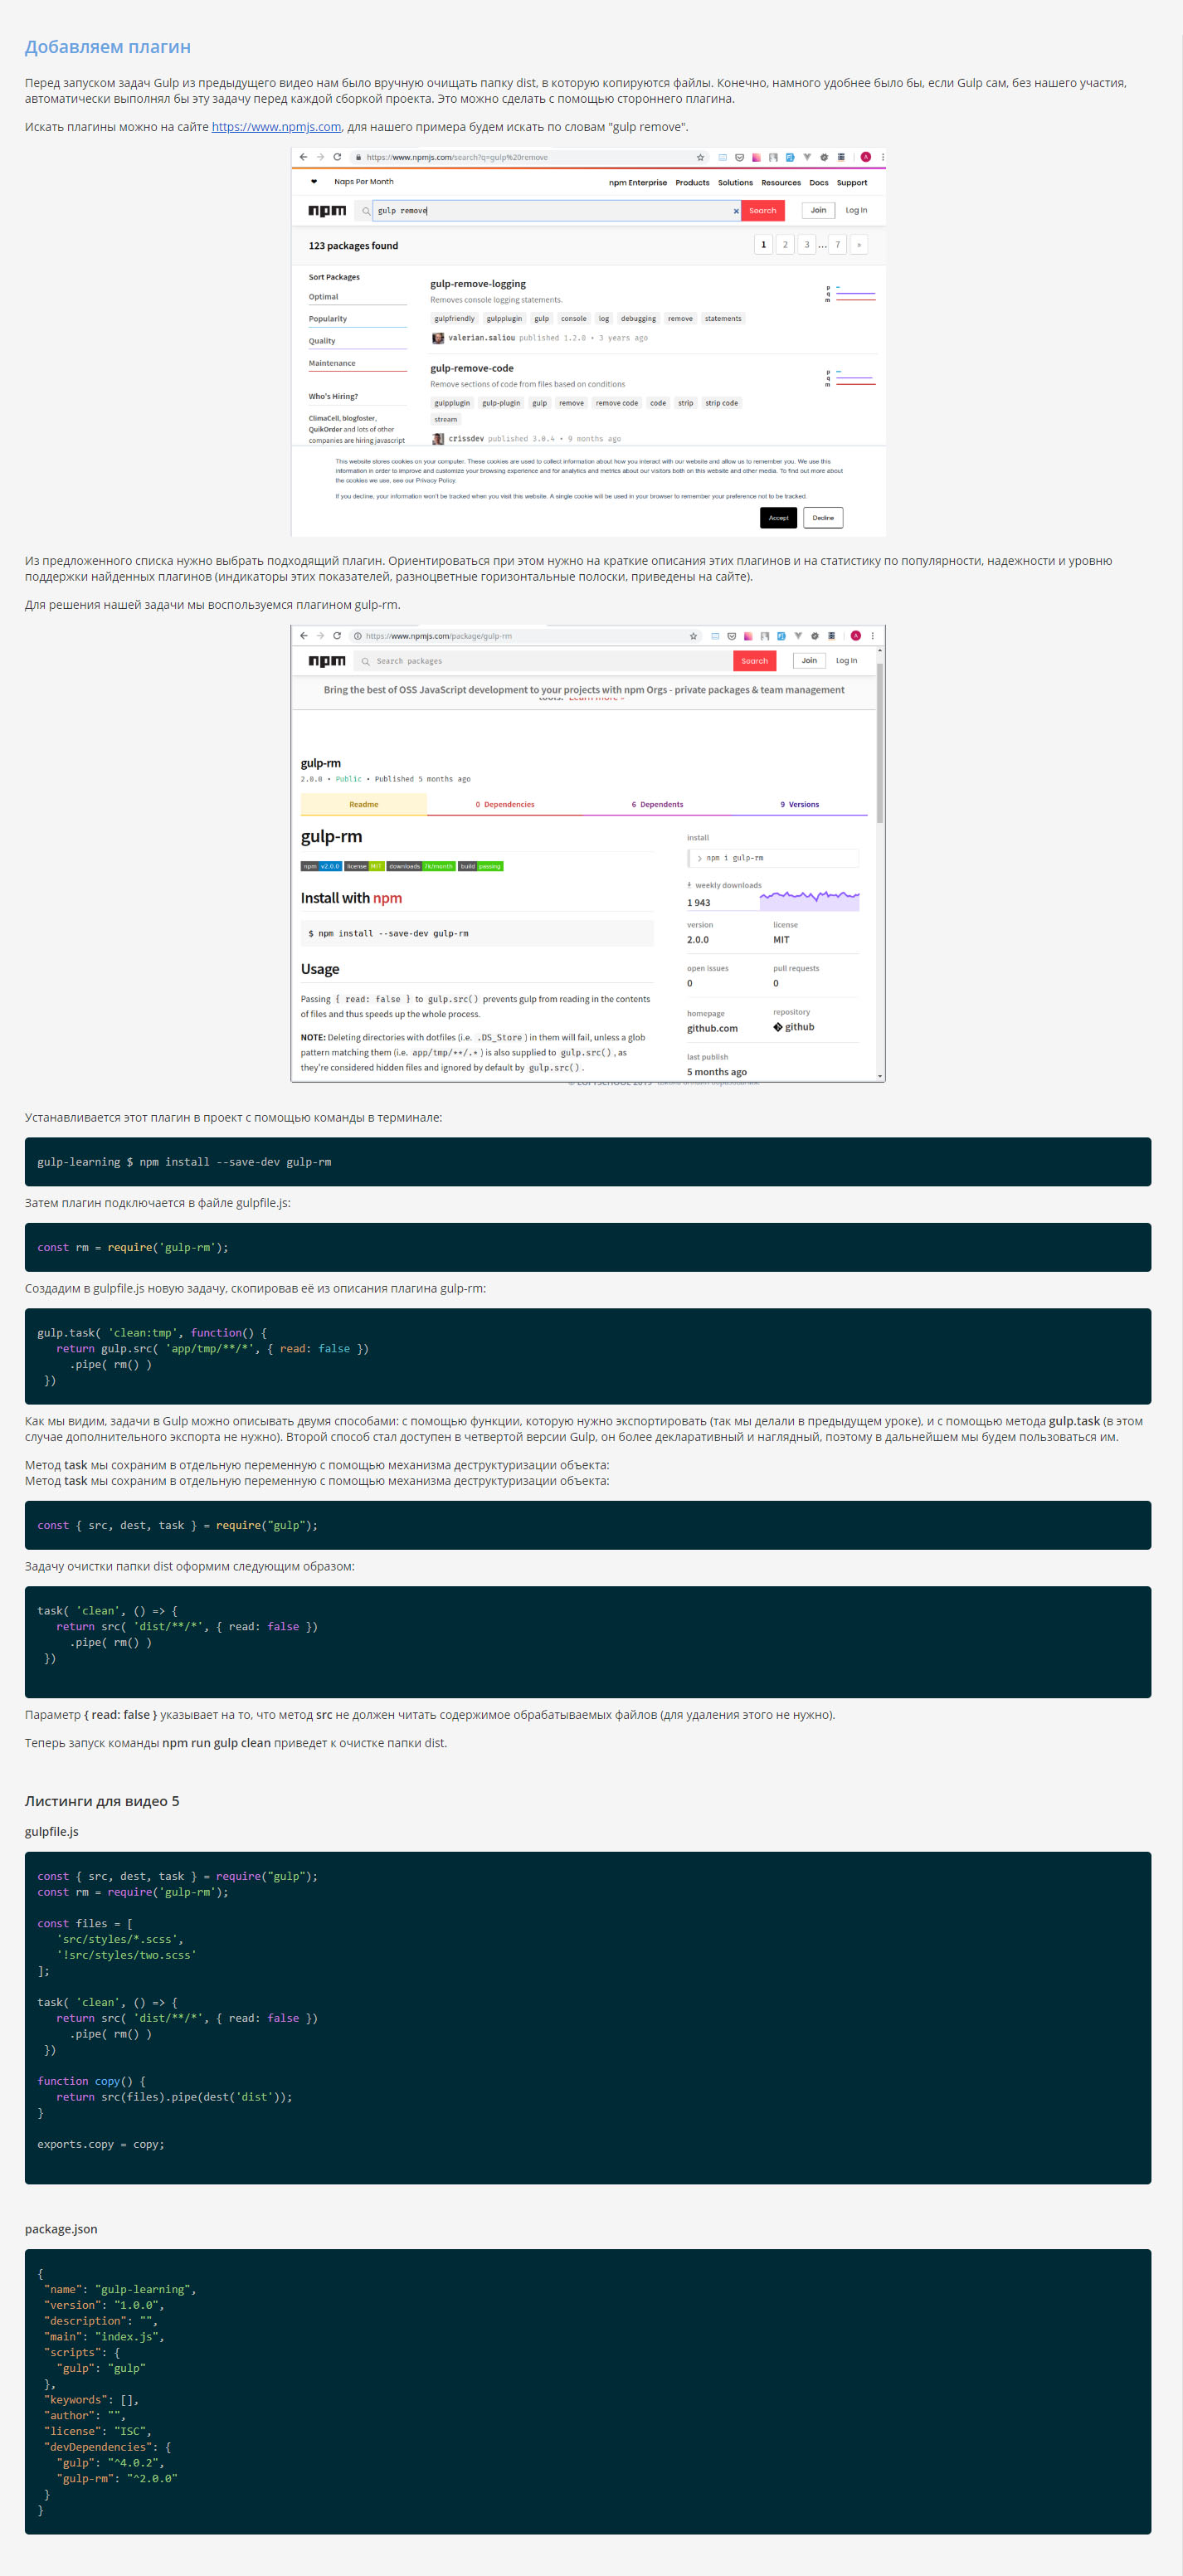 Добавляем плагин
Перед запуском задач Gulp из предыдущего видео нам было вручную очищать папку dist, в которую копируются файлы. Конечно, намного удобнее было бы, если Gulp сам, без нашего участия,
автоматически выполнял бы эту задачу перед каждой сборкой проекта. Это можно сделать с помощью стороннего плагина.
Искать плагины можно на сайте https://www.npmjs.com, для нашего примера будем искать по словам "gulp remove".
https://www.npmjs.com/search?q=gulp%20remove
❤ Naps Per Month
npm Enterprise Products Solutions Resources Docs Support
npm gulp remove × Search Join Log In
123 packages found
1 2 3 ... 7 »
Sort Packages
Optimal
Popularity
Quality
Maintenance
Who's Hiring?
ClimaCell, blogfoster,
QuikOrder and lots of other
companies are hiring javascript
gulp-remove-logging
Removes console logging statements.
gulpfriendly gulpplugin gulp console log debugging remove statements
valerian.saliou published 1.2.0 • 3 years ago
p
q
m
gulp-remove-code
Remove sections of code from files based on conditions
gulpplugin gulp-plugin gulp remove remove code code strip strip code
stream
crissdev published 3.0.4 • 9 months ago
p
q
m
This website stores cookies on your computer. These cookies are used to collect information about how you interact with our website and allow us to remember you. We use this
information in order to improve and customize your browsing experience and for analytics and metrics about our visitors both on this website and other media. To find out more about
the cookies we use, see our Privacy Policy.
If you decline, your information won't be tracked when you visit this website. A single cookie will be used in your browser to remember your preference not to be tracked.
Accept Decline
Из предложенного списка нужно выбрать подходящий плагин. Ориентироваться при этом нужно на краткие описания этих плагинов и на статистику по популярности, надежности и уровню
поддержки найденных плагинов (индикаторы этих показателей, разноцветные горизонтальные полоски, приведены на сайте).
Для решения нашей задачи мы воспользуемся плагином gulp-rm.
https://www.npmjs.com/package/gulp-rm
npm Search packages Search Join Log In
Bring the best of OSS JavaScript development to your projects with npm Orgs - private packages & team management
gulp-rm
2.0.0 • Public • Published 5 months ago
Readme 0 Dependencies 6 Dependents 9 Versions
gulp-rm
npm v2.0.0 license MIT downloads 7k/month build passing
Install with npm
$ npm install --save-dev gulp-rm
Usage
Passing { read: false } to gulp.src() prevents gulp from reading in the contents
of files and thus speeds up the whole process.
NOTE: Deleting directories with dotfiles (i.e. .DS_Store ) in them will fail, unless a glob
pattern matching them (i.e. app/tmp/**/.* ) is also supplied to gulp.src() , as
they're considered hidden files and ignored by default by gulp.src() .
install
> npm i gulp-rm
weekly downloads
1 943
version license
2.0.0 MIT
open issues pull requests
0 0
homepage repository
github.com github
last publish
5 months ago
Устанавливается этот плагин в проект с помощью команды в терминале:
gulp-learning $ npm install --save-dev gulp-rm
Затем плагин подключается в файле gulpfile.js:
const rm = require('gulp-rm');
Создадим в gulpfile.js новую задачу, скопировав её из описания плагина gulp-rm:
gulp.task( 'clean:tmp', function() {
return gulp.src( 'app/tmp/**/*', { read: false })
.pipe( rm() )
})
Как мы видим, задачи в Gulp можно описывать двумя способами: с помощью функции, которую нужно экспортировать (так мы делали в предыдущем уроке), и с помощью метода gulp.task (в этом
случае дополнительного экспорта не нужно). Второй способ стал доступен в четвертой версии Gulp, он более декларативный и наглядный, поэтому в дальнейшем мы будем пользоваться им.
Метод task мы сохраним в отдельную переменную с помощью механизма деструктуризации объекта:
Метод task мы сохраним в отдельную переменную с помощью механизма деструктуризации объекта:
const { src, dest, task } = require("gulp");
Задачу очистки папки dist оформим следующим образом:
task( 'clean', () => {
return src( 'dist/**/*', { read: false })
.pipe( rm() )
})
Параметр { read: false } указывает на то, что метод src не должен читать содержимое обрабатываемых файлов (для удаления этого не нужно).
Теперь запуск команды npm run gulp clean приведет к очистке папки dist.
Листинги для видео 5
gulpfile.js
const { src, dest, task } = require("gulp");
const rm = require('gulp-rm');
const files = [
'src/styles/*.scss',
'!src/styles/two.scss'
];
task( 'clean', () => {
return src( 'dist/**/*', { read: false })
.pipe( rm() )
})
function copy() {
return src(files).pipe(dest('dist'));
}
exports.copy = copy;
package.json
{
"name": "gulp-learning",
"version": "1.0.0",
"description": "",
"main": "index.js",
"scripts": {
"gulp": "gulp"
},
"keywords": [],
"author": "",
"license": "ISC",
"devDependencies": {
"gulp": "^4.0.2",
"gulp-rm": "^2.0.0"
}
}